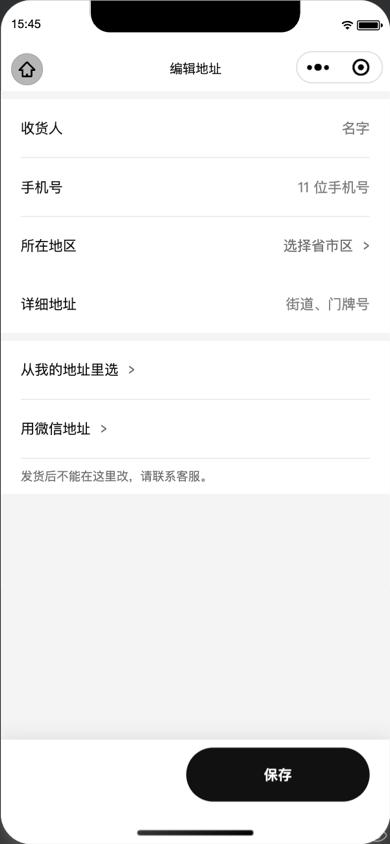 15:45
编辑地址
收货人 名字
手机号 11 位手机号
所在地区 选择省市区 >
详细地址 街道、门牌号
从我的地址里选 >
用微信地址 >
发货后不能在这里改，请联系客服。
保存